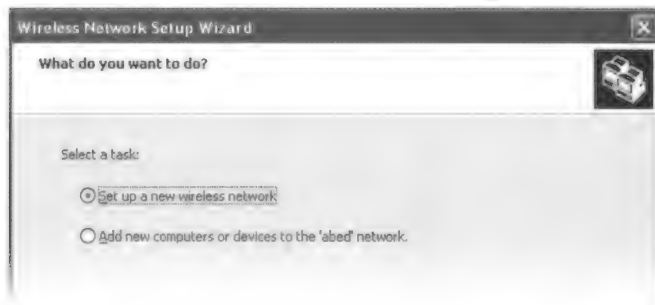 Wireless Network Setup Wizard
What do you want to do?
Select a task:
Set up a new wireless network
Add new computers or devices to the 'abed' network.